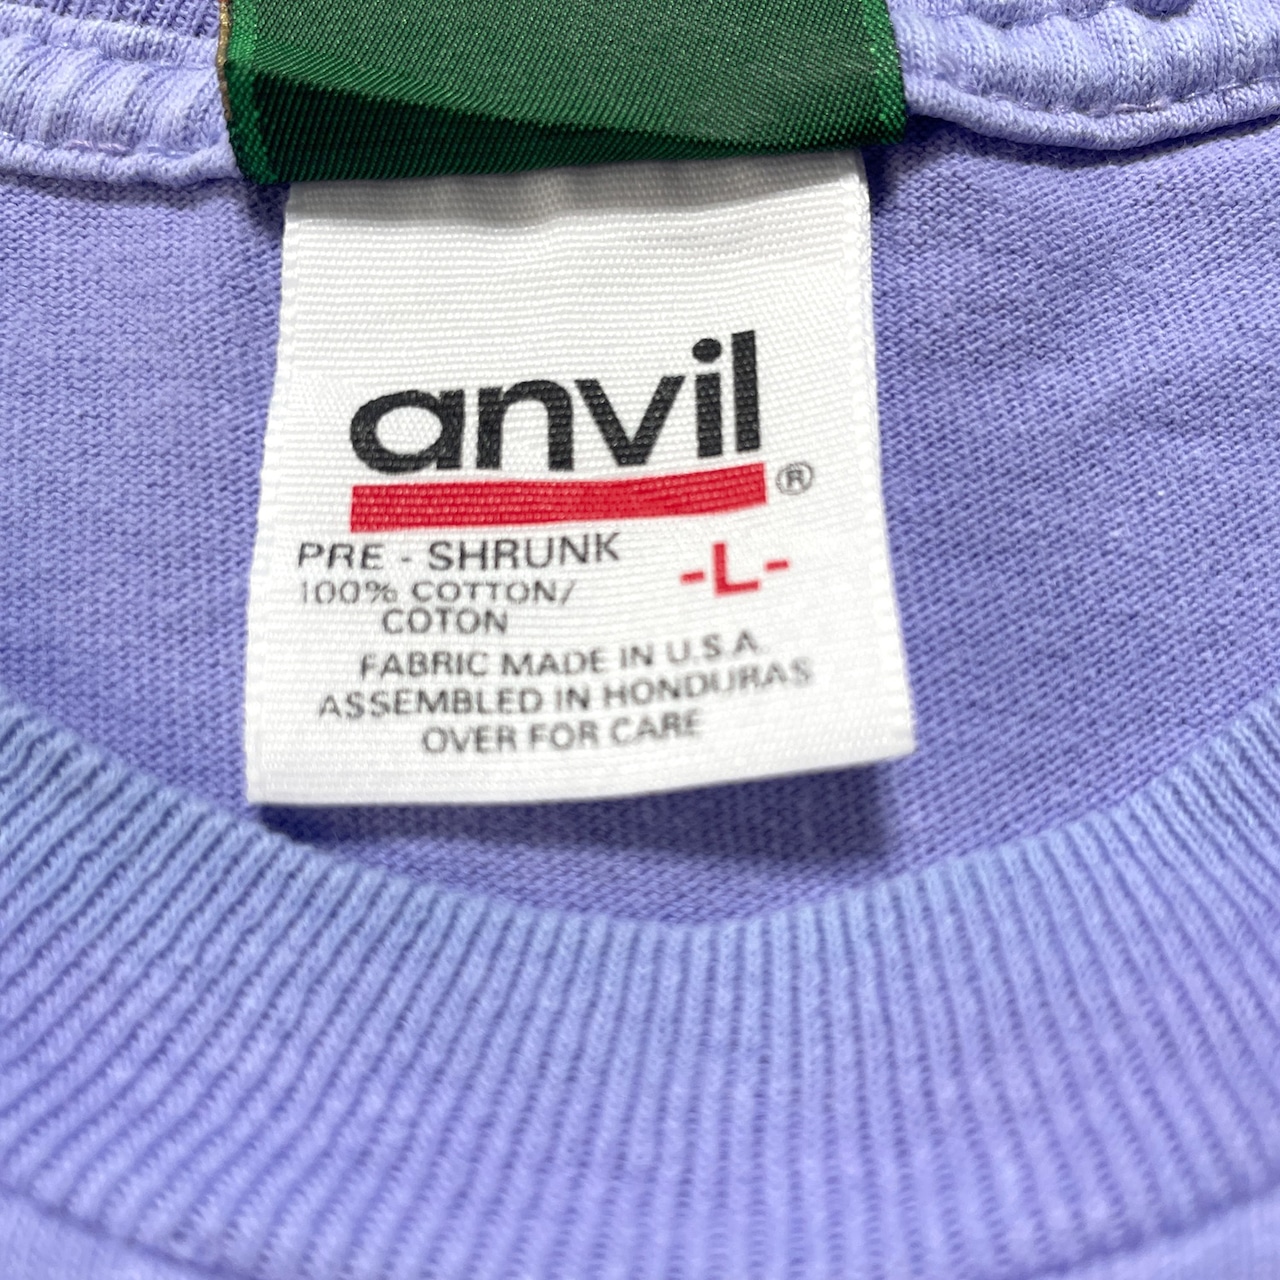 anvil®
PRE - SHRUNK
-L-
100% COTTON/
COTON
FABRIC MADE IN U.S.A.
ASSEMBLED IN HONDURAS
OVER FOR CARE